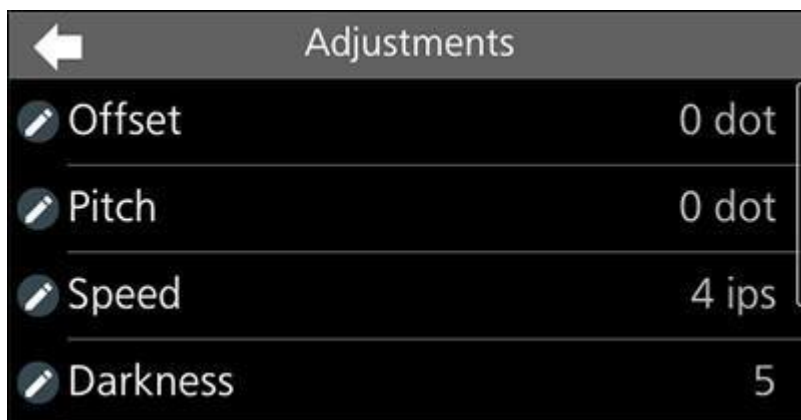 Adjustments
Offset 0 dot
Pitch 0 dot
Speed 4 ips
Darkness 5